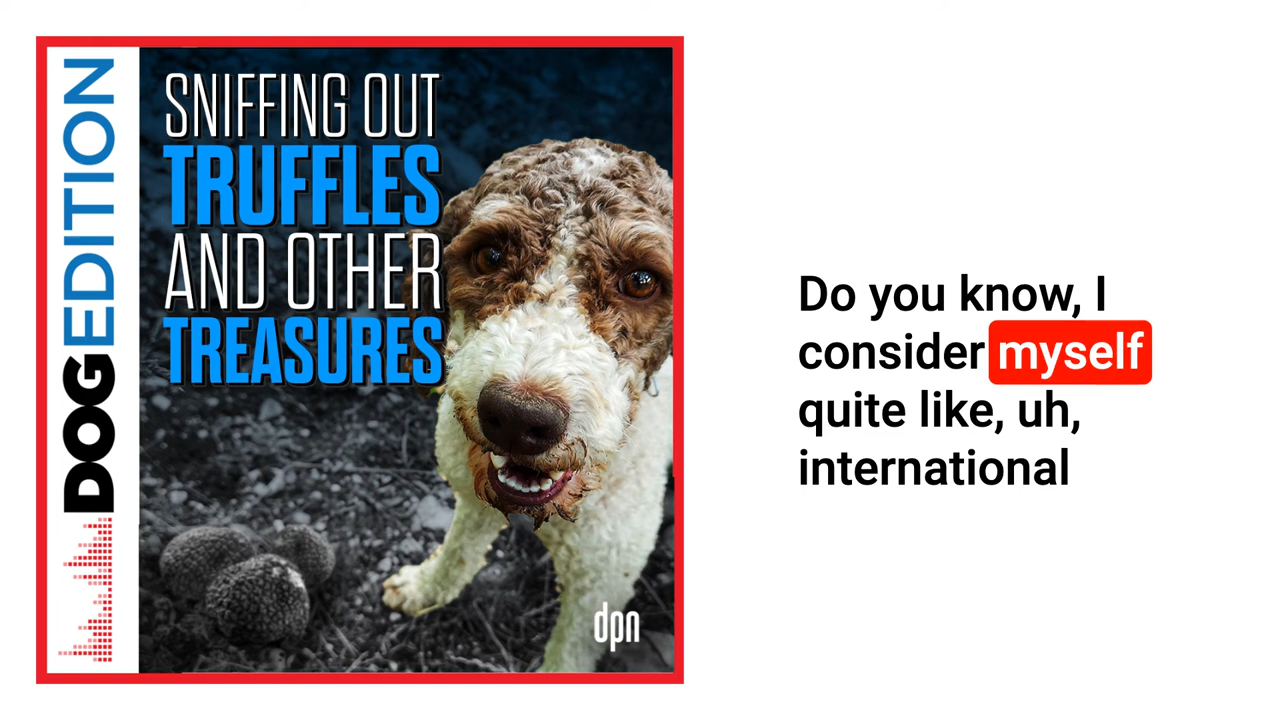 DOGEDITION
SNIFFING OUT
TRUFFLES
AND OTHER
TREASURES
dpn
Do you know, I
consider myself
quite like, uh,
international